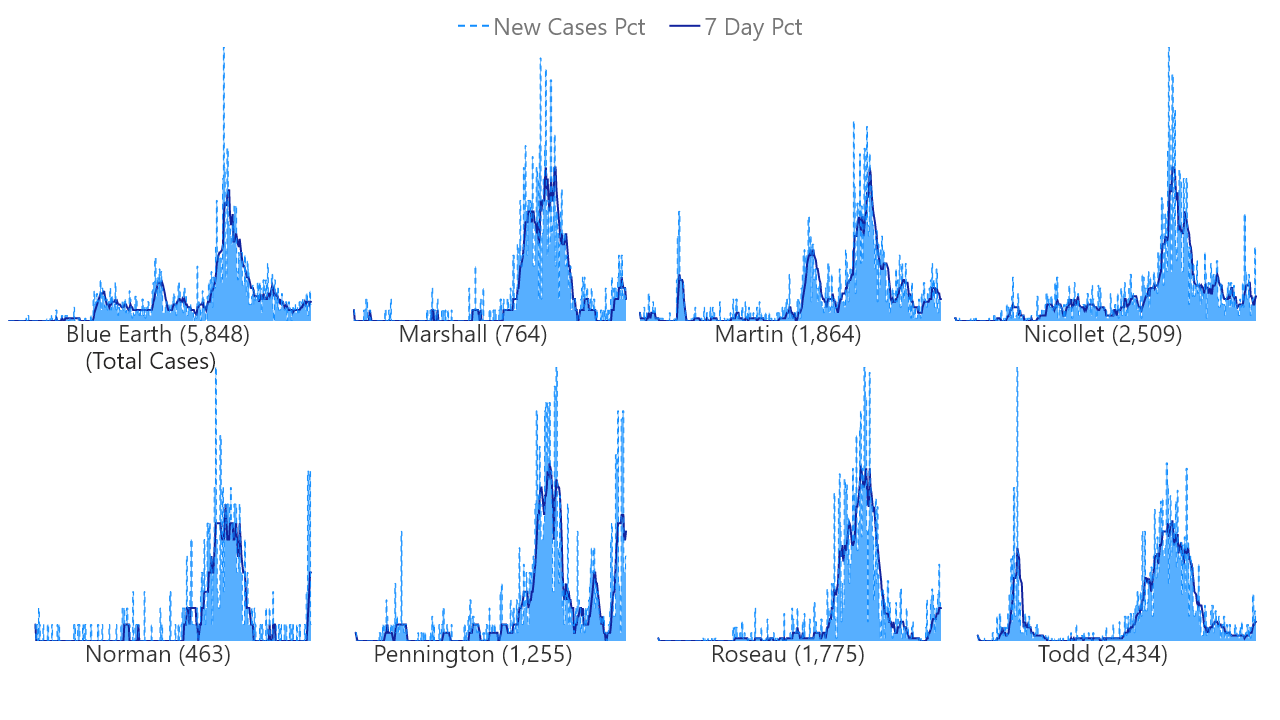 New Cases Pct 7 Day Pct
Blue Earth (5,848) Marshall (764) Martin (1,864) Nicollet (2,509)
(Total Cases)
Norman (463) Pennington (1,255) Roseau (1,775) Todd (2,434)